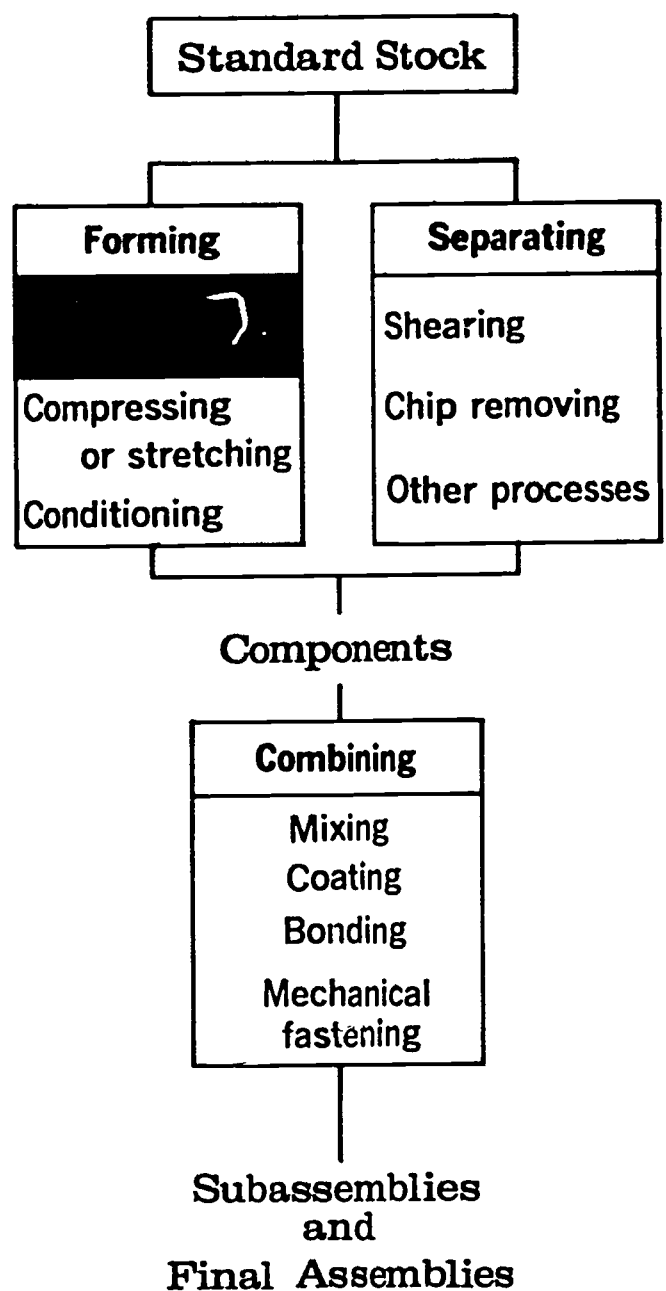 Standard Stock
Forming
Compressing
or stretching
Conditioning
Separating
Shearing
Chip removing
Other processes
Components
Combining
Mixing
Coating
Bonding
Mechanical
fastening
Subassemblies
and
Final Assemblies